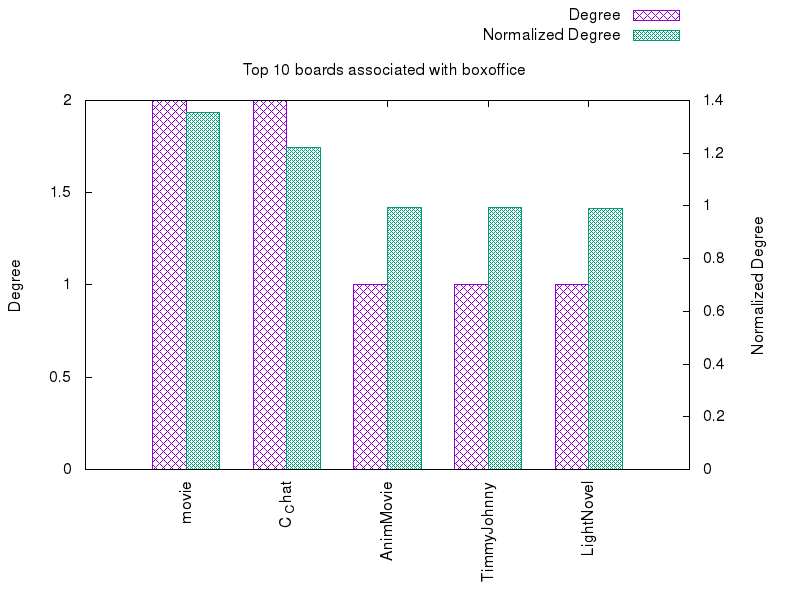 Degree
Normalized Degree
Top 10 boards associated with boxoffice
2
1.5
1
0.5
0
1.4
1.2
1
0.8
0.6
0.4
0.2
0
Degree
Normalized Degree
movie
C_Chat
AnimMovie
TimmyJohnny
LightNovel